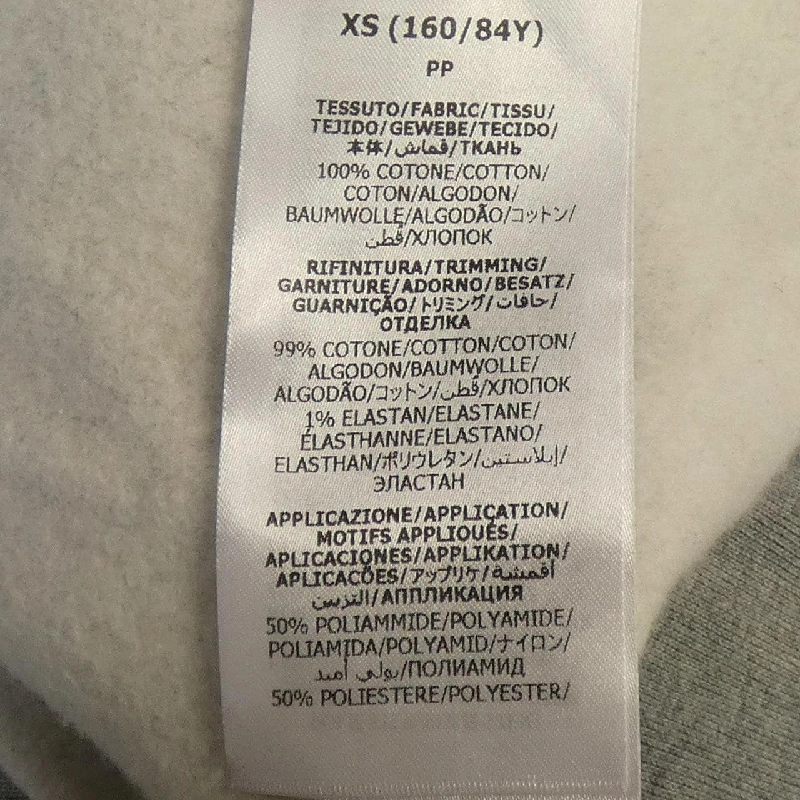 XS (160/84Y)
PP
TESSUTO/FABRIC/TISSU/
TEJIDO/GEWEBE/TECIDO/
本体/قماش/ТКАНЬ
100% COTONE/COTTON/
COTON/ALGODON/
BAUMWOLLE/ALGODÃO/コットン/
قطن/ХЛОПОК
RIFINITURA/TRIMMING/
GARNITURE/ADORNO/BESATZ/
GUARNIÇÃO/トリミング/حافات/
ОТДЕЛКА
99% COTONE/COTTON/COTON/
ALGODON/BAUMWOLLE/
ALGODÃO/コットン/قطن/ХЛОПОК
1% ELASTAN/ELASTANE/
ÉLASTHANNE/ELASTANO/
ELASTHAN/ポリウレタン/إيلاستين/
ЭЛАСТАН
APPLICAZIONE/APPLICATION/
MOTIFS APPLIQUÉS/
APLICACIONES/APPLIKATION/
APLICACÕES/アップリケ/أقمشة
التزيين/АППЛИКАЦИЯ
50% POLIAMMIDE/POLYAMIDE/
POLIAMIDA/POLYAMID/ナイロン/
بولي أميد/ПОЛИАМИД
50% POLIESTERE/POLYESTER/